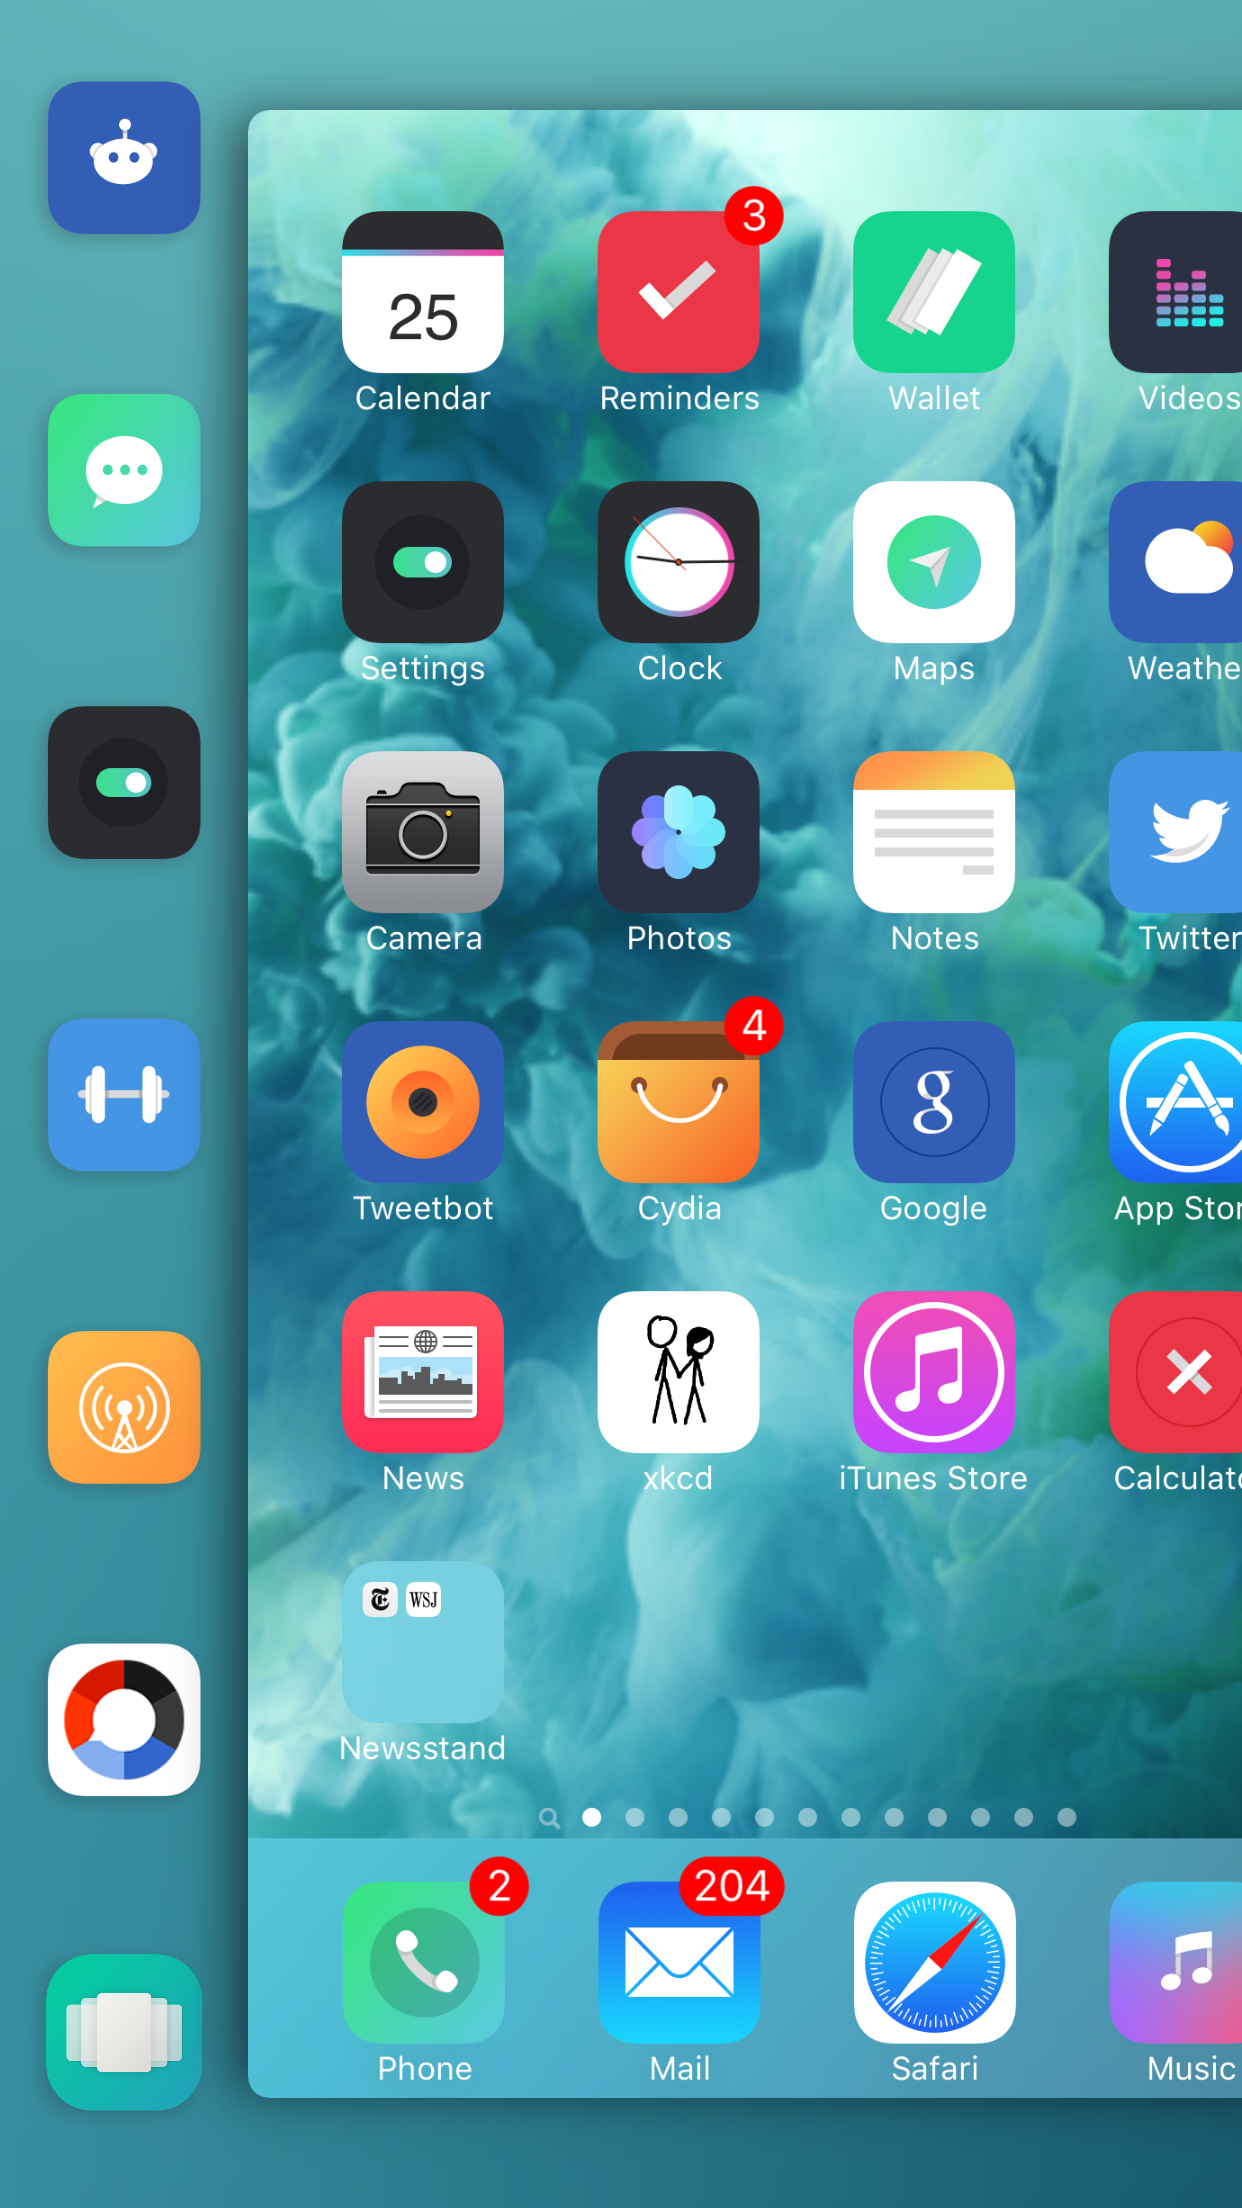 3
25
Calendar
Reminders
Wallet
Videos
Settings
Clock
Maps
Weathe
Camera
Photos
Notes
Twitter
4
g
Tweetbot
Cydia
Google
App Stor
News
xkcd
iTunes Store
Calculato
T
WSJ
Newsstand
2
204
Phone
Mail
Safari
Music